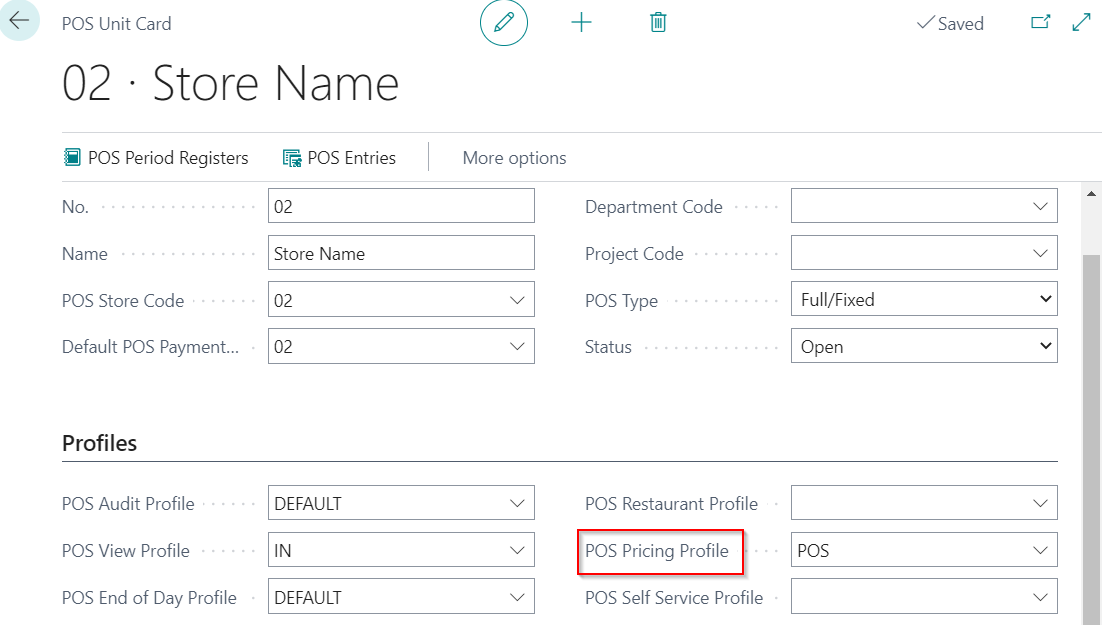 POS Unit Card
Saved
02 · Store Name
POS Period Registers
POS Entries
More options
No.
02
Department Code
Name
Store Name
Project Code
POS Store Code
02
POS Type
Full/Fixed
Default POS Payment...
02
Status
Open
Profiles
POS Audit Profile
DEFAULT
POS Restaurant Profile
POS View Profile
IN
POS Pricing Profile
POS
POS End of Day Profile
DEFAULT
POS Self Service Profile